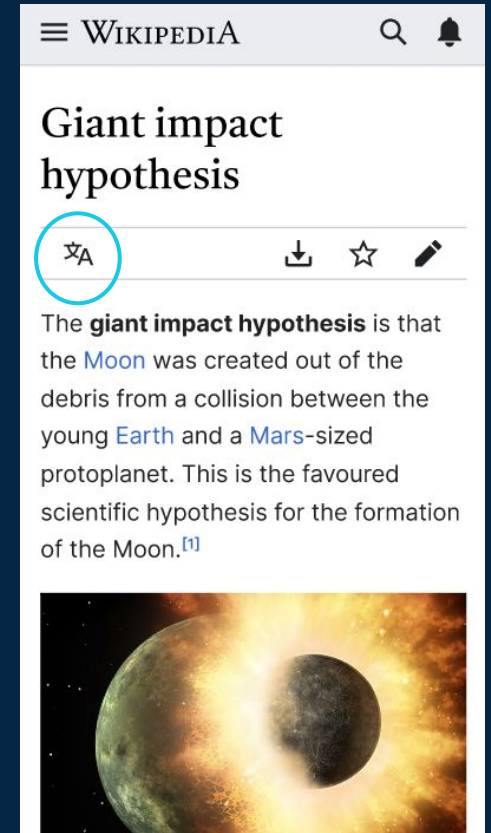 WIKIPEDIA
Giant impact
hypothesis
文A
The giant impact hypothesis is that
the Moon was created out of the
debris from a collision between the
young Earth and a Mars-sized
protoplanet. This is the favoured
scientific hypothesis for the formation
of the Moon.[1]